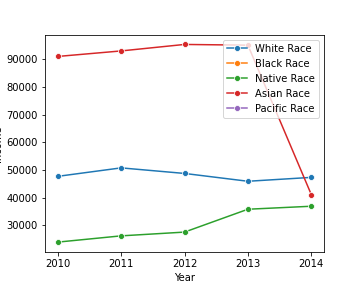 White Race
Black Race
Native Race
Asian Race
Pacific Race
90000
80000
70000
60000
50000
40000
30000
2010 2011 2012 2013 2014
Year